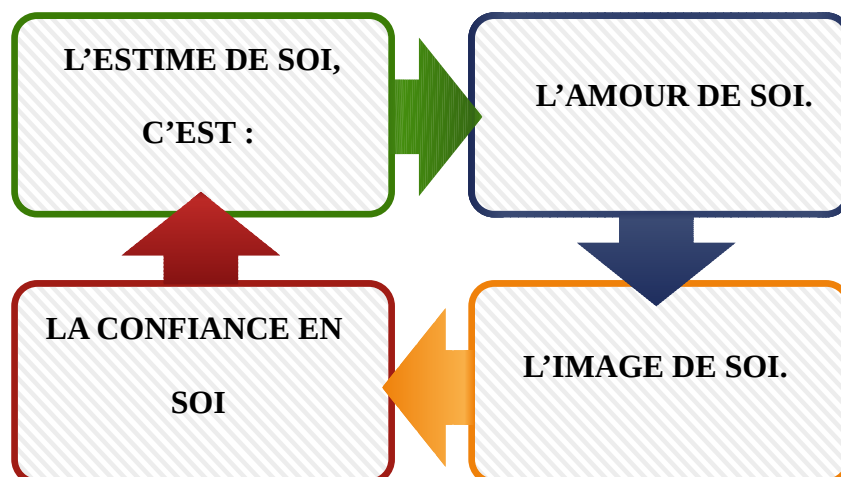 L’ESTIME DE SOI,
C’EST :
L’AMOUR DE SOI.
L’IMAGE DE SOI.
LA CONFIANCE EN
SOI